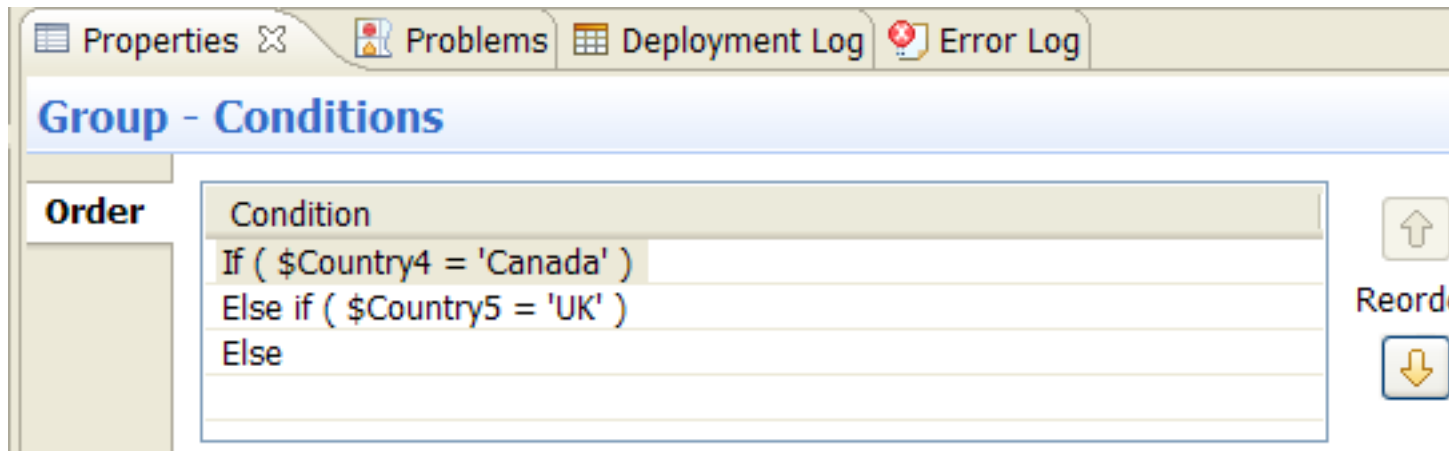 Properties Problems Deployment Log Error Log
Group - Conditions
Order
Condition
If ( $Country4 = 'Canada' )
Else if ( $Country5 = 'UK' )
Else